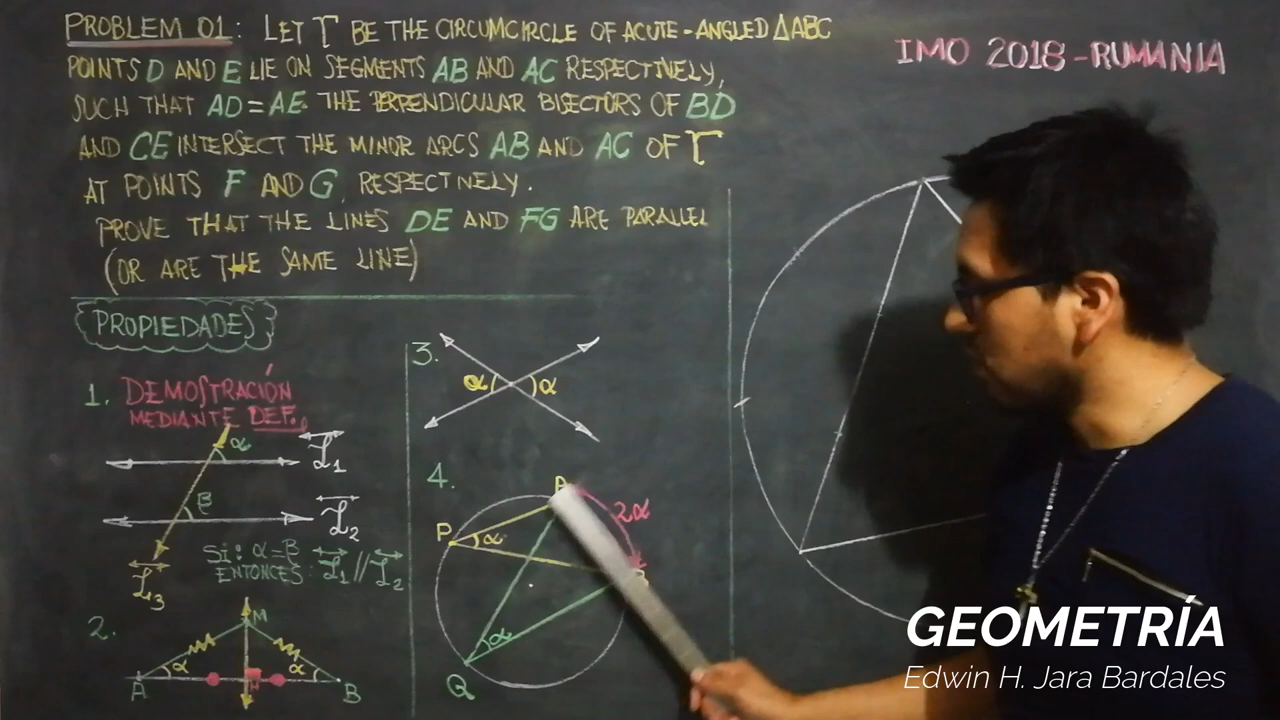 PROBLEM 01: LET Γ BE THE CIRCUMCIRCLE OF ACUTE-ANGLED ΔABC
POINTS D AND E LIE ON SEGMENTS AB AND AC RESPECTIVELY,
SUCH THAT AD = AE. THE PERPENDICULAR BISECTORS OF BD
AND CE INTERSECT THE MINOR ARCS AB AND AC OF Γ
AT POINTS F AND G, RESPECTIVELY.
PROVE THAT THE LINES DE AND FG ARE PARALLEL
(OR ARE THE SAME LINE)
IMO 2018-RUMANIA
PROPIEDADES
1. DEMOSTRACIÓN
MEDIANTE DEF.
α
L1
β
L2
SI: α=β
ENTONCES: L1 // L2
L3
2.
M
α α
A H B
3.
α α
4.
A
2α
P α
α
Q
GEOMETRÍA
Edwin H. Jara Bardales